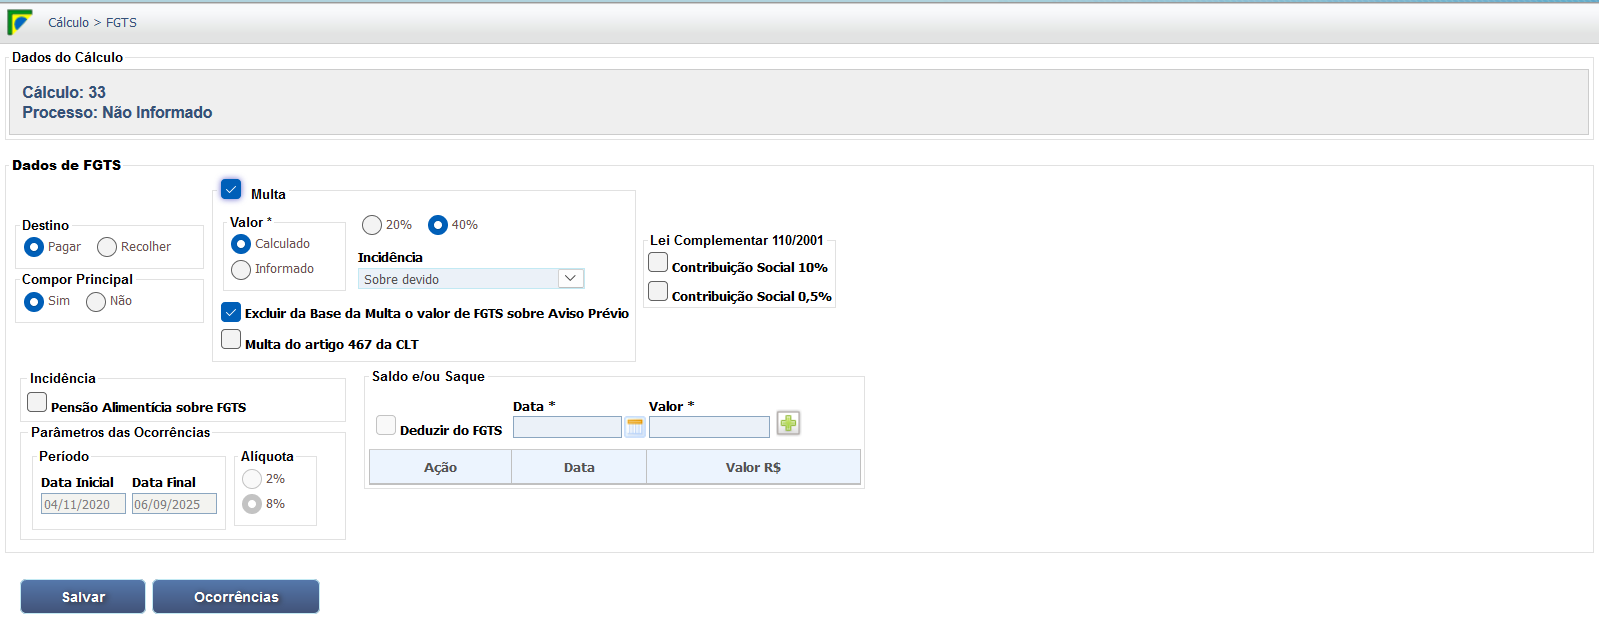 Cálculo > FGTS
Dados do Cálculo
Cálculo: 33
Processo: Não Informado
Dados de FGTS
Multa
Destino
Pagar Recolher
Compor Principal
Sim Não
Valor *
Calculado
Informado
20% 40%
Incidência
Sobre devido
Excluir da Base da Multa o valor de FGTS sobre Aviso Prévio
Multa do artigo 467 da CLT
Lei Complementar 110/2001
Contribuição Social 10%
Contribuição Social 0,5%
Incidência
Pensão Alimentícia sobre FGTS
Parâmetros das Ocorrências
Período
Data Inicial Data Final
04/11/2020 06/09/2025
Alíquota
2%
8%
Saldo e/ou Saque
Deduzir do FGTS
Data * Valor *
Ação Data Valor R$
Salvar Ocorrências